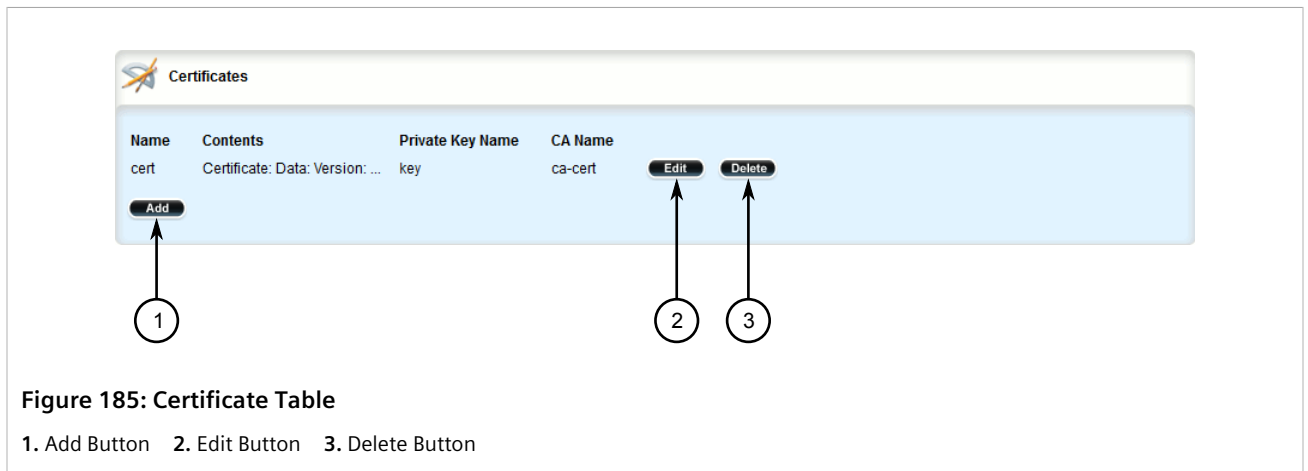 Certificates
Name Contents Private Key Name CA Name
cert Certificate: Data: Version: ... key ca-cert Edit Delete
Add
1 2 3
Figure 185: Certificate Table
1. Add Button 2. Edit Button 3. Delete Button